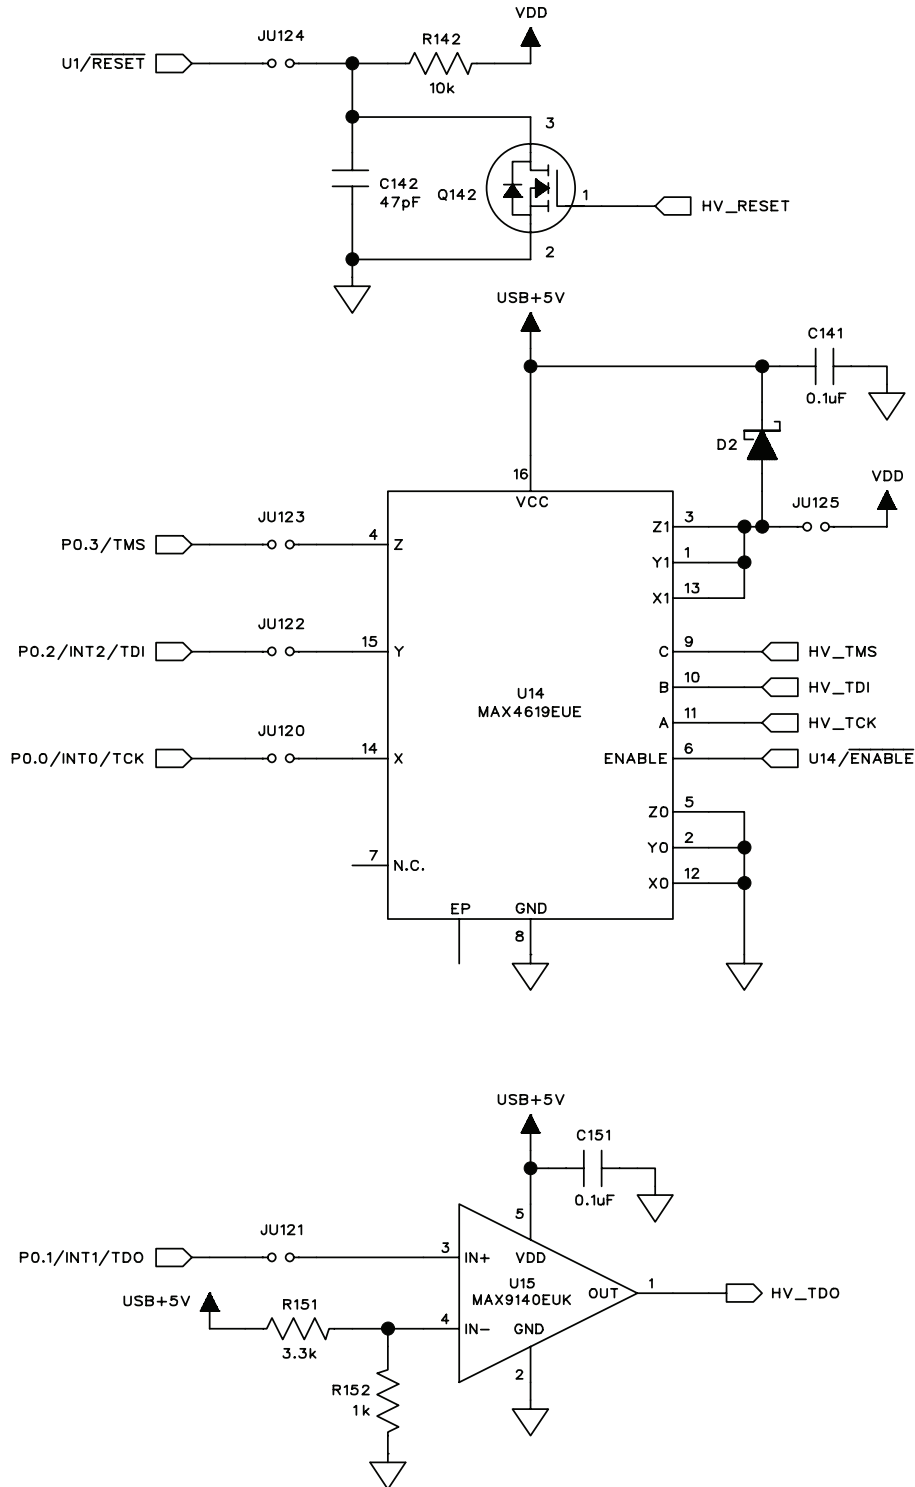 VDD
JU124
R142
U1/RESET
10k
3
C142
47pF
Q142
1
HV_RESET
2
USB+5V
C141
0.1uF
D2
16
VCC
VDD
JU125
JU123
P0.3/TMS
4
Z
Z1
3
Y1
1
X1
13
JU122
P0.2/INT2/TDI
15
Y
C
9
HV_TMS
B
10
HV_TDI
U14
MAX4619EUE
A
11
HV_TCK
JU120
P0.0/INT0/TCK
14
X
ENABLE
6
U14/ENABLE
Z0
5
Y0
2
X0
12
7
N.C.
EP
GND
8
USB+5V
C151
0.1uF
5
VDD
JU121
P0.1/INT1/TDO
3
IN+
U15
MAX9140EUK
OUT
1
HV_TDO
USB+5V
R151
3.3k
4
IN-
GND
2
R152
1k